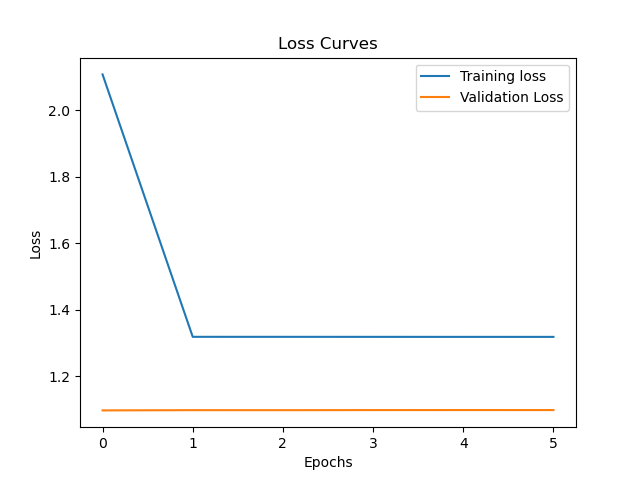 Loss Curves
Training loss
Validation Loss
2.0
1.8
1.6
1.4
1.2
Loss
0 1 2 3 4 5
Epochs